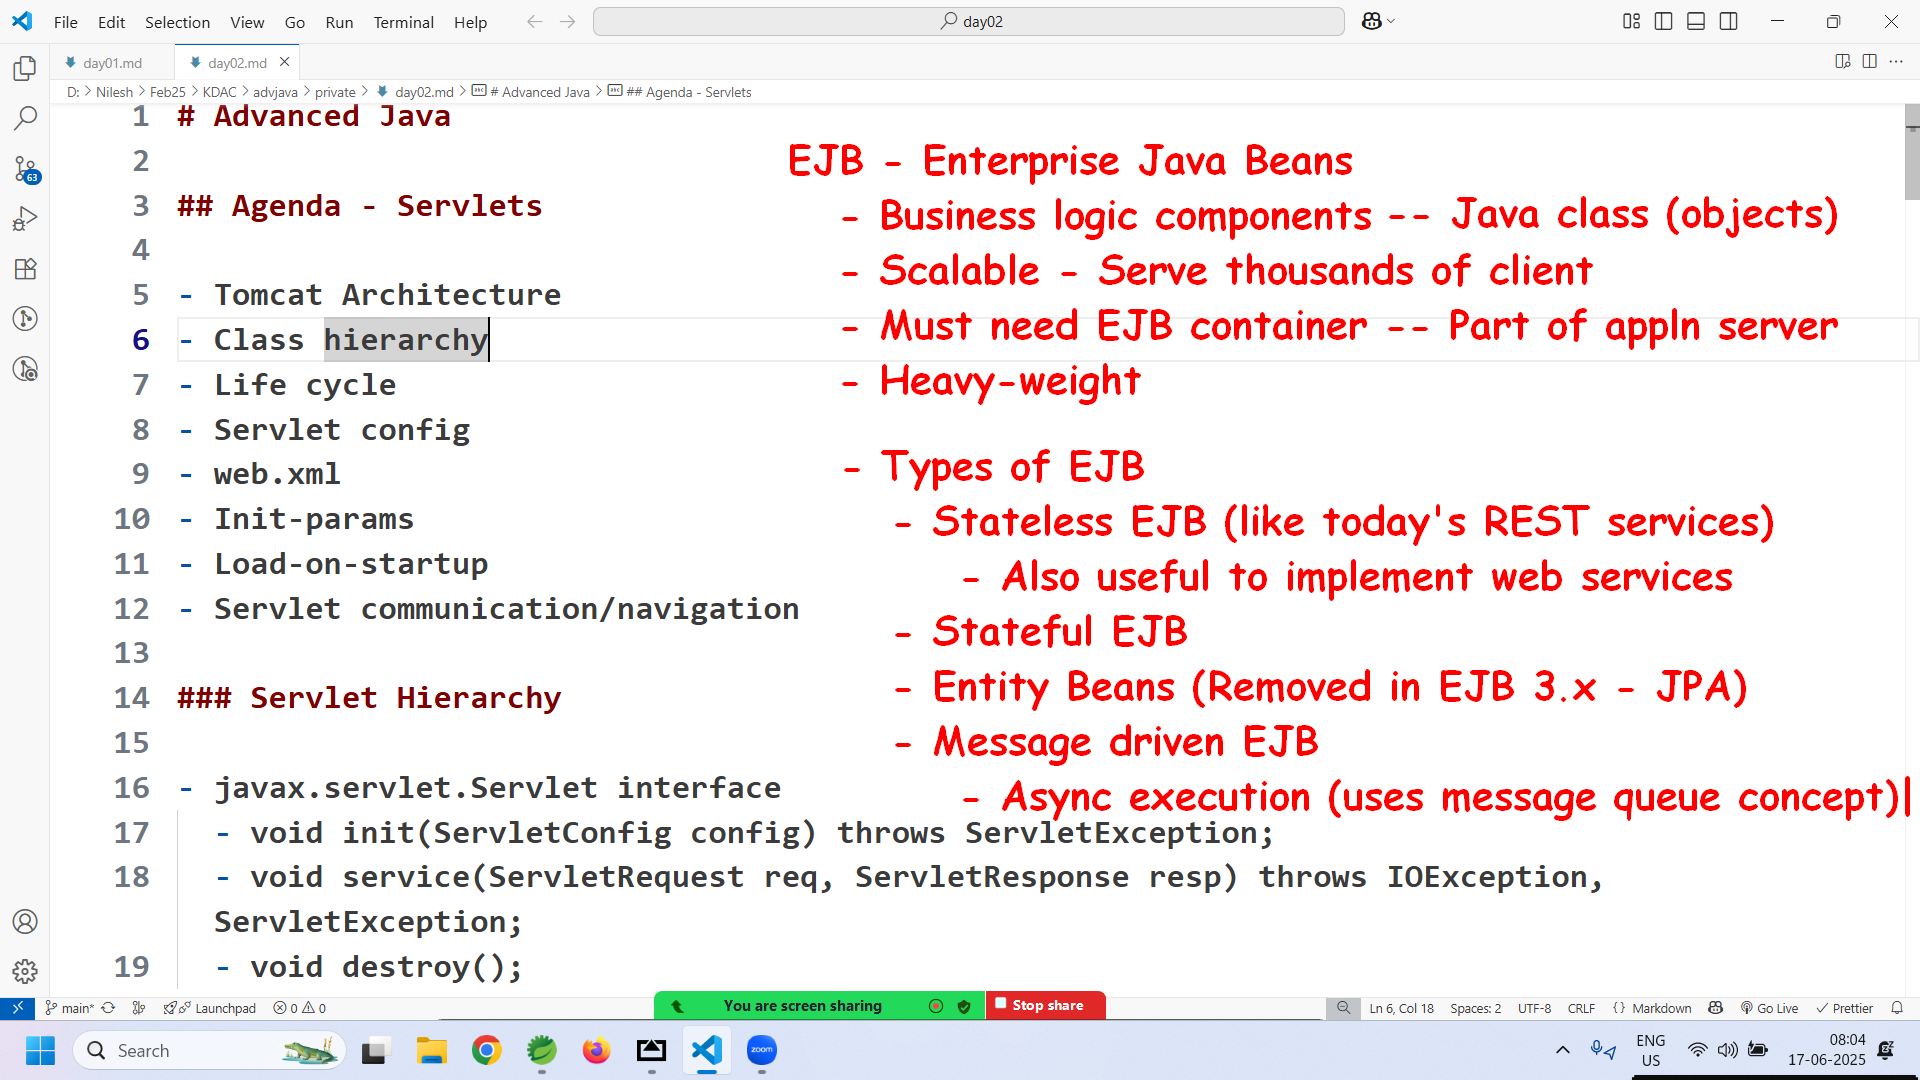 File Edit Selection View Go Run Terminal Help
day02
day01.md
day02.md
D: > Nilesh > Feb25 > KDAC > advjava > private > day02.md > # Advanced Java > ## Agenda - Servlets
1 # Advanced Java
2
3 ## Agenda - Servlets
4
5 - Tomcat Architecture
6 - Class hierarchy
7 - Life cycle
8 - Servlet config
9 - web.xml
10 - Init-params
11 - Load-on-startup
12 - Servlet communication/navigation
13
14 ### Servlet Hierarchy
15
16 - javax.servlet.Servlet interface
17 - void init(ServletConfig config) throws ServletException;
18 - void service(ServletRequest req, ServletResponse resp) throws IOException,
ServletException;
19 - void destroy();
EJB - Enterprise Java Beans
- Business logic components -- Java class (objects)
- Scalable - Serve thousands of client
- Must need EJB container -- Part of appln server
- Heavy-weight
- Types of EJB
- Stateless EJB (like today's REST services)
- Also useful to implement web services
- Stateful EJB
- Entity Beans (Removed in EJB 3.x - JPA)
- Message driven EJB
- Async execution (uses message queue concept)
63
main* Launchpad 0 0
You are screen sharing
Stop share
Ln 6, Col 18 Spaces: 2 UTF-8 CRLF {} Markdown Go Live Prettier
Search
zoom
ENG
US
08:04
17-06-2025